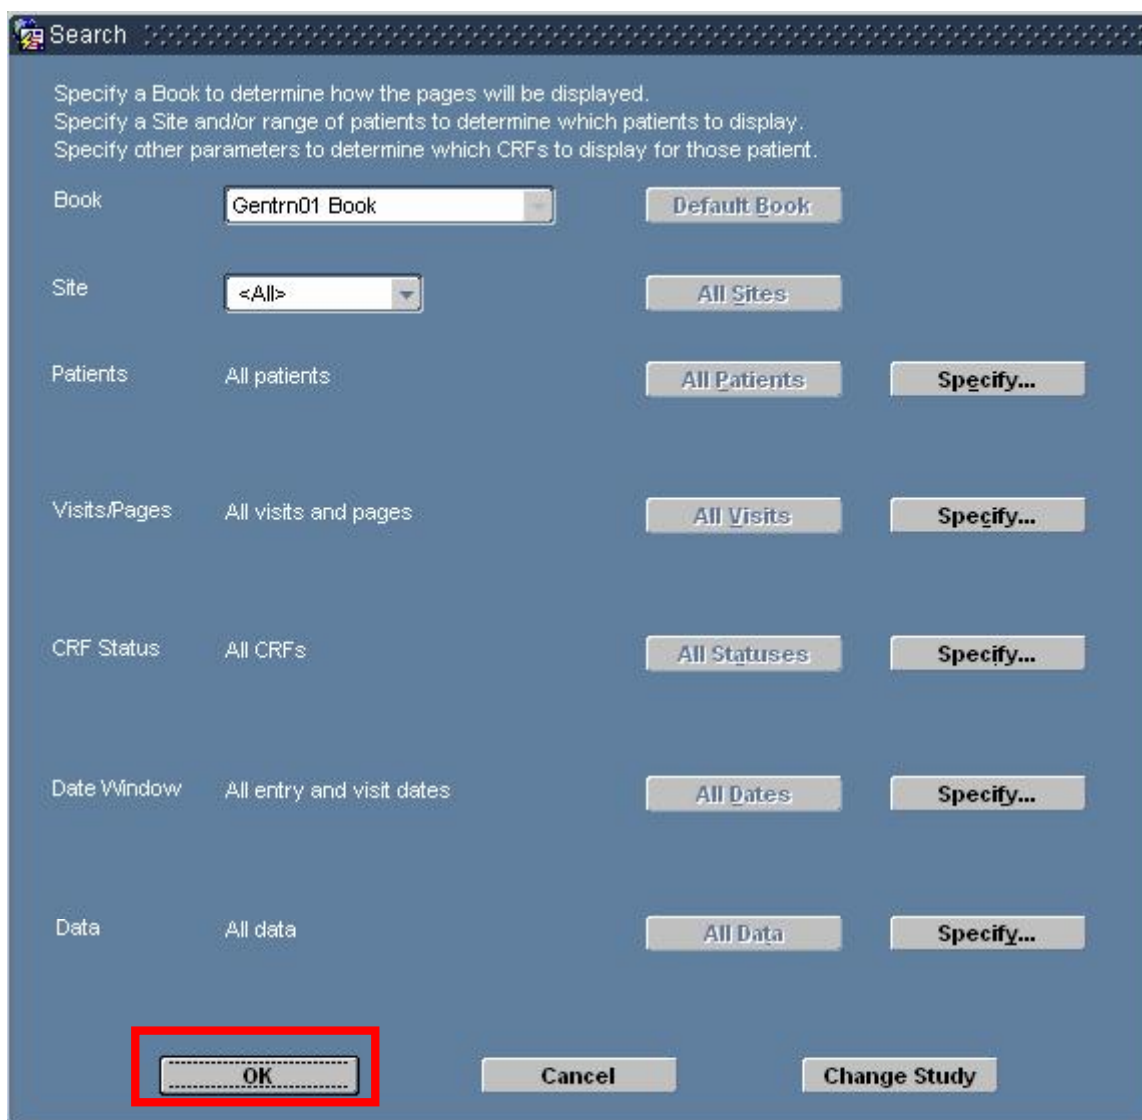 Search
Specify a Book to determine how the pages will be displayed.
Specify a Site and/or range of patients to determine which patients to display.
Specify other parameters to determine which CRFs to display for those patient.
Book Gentrn01 Book Default Book
Site <All> All Sites
Patients All patients All Patients Specify...
Visits/Pages All visits and pages All Visits Specify...
CRF Status All CRFs All Statuses Specify...
Date Window All entry and visit dates All Dates Specify...
Data All data All Data Specify...
OK Cancel Change Study